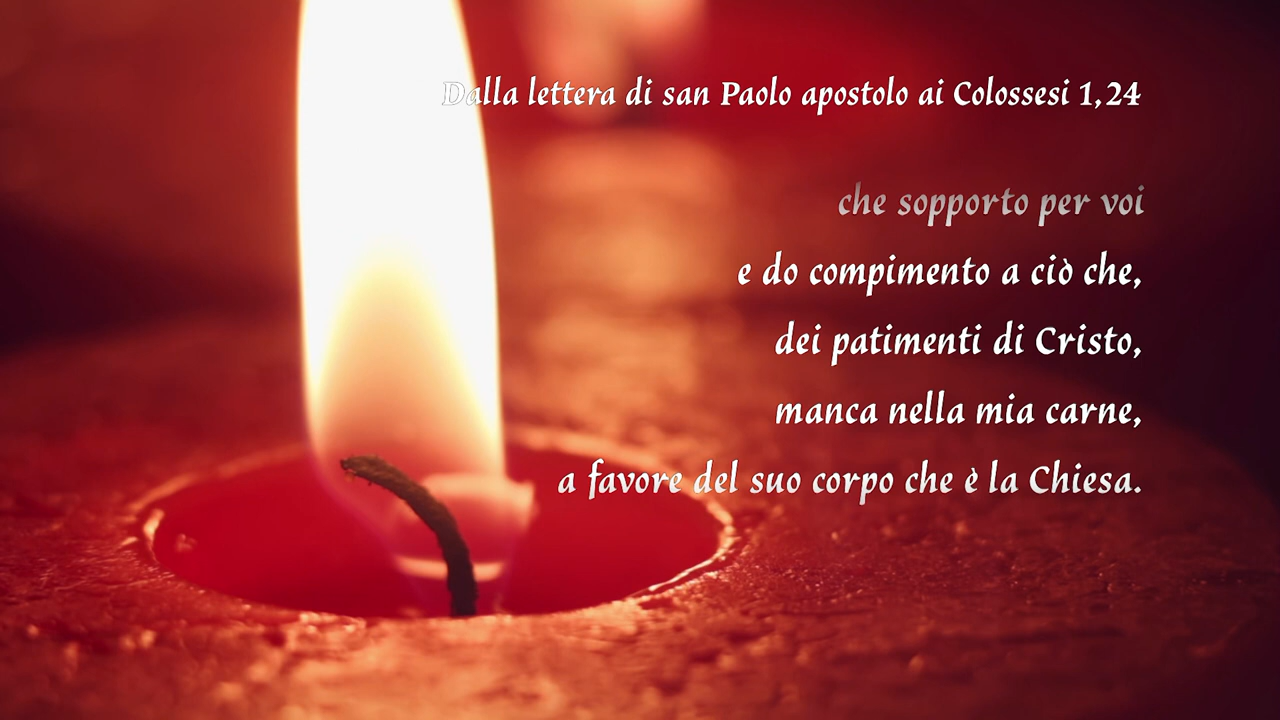 Dalla lettera di san Paolo apostolo ai Colossesi 1,24
che sopporto per voi
e do compimento a ciò che,
dei patimenti di Cristo,
manca nella mia carne,
a favore del suo corpo che è la Chiesa.